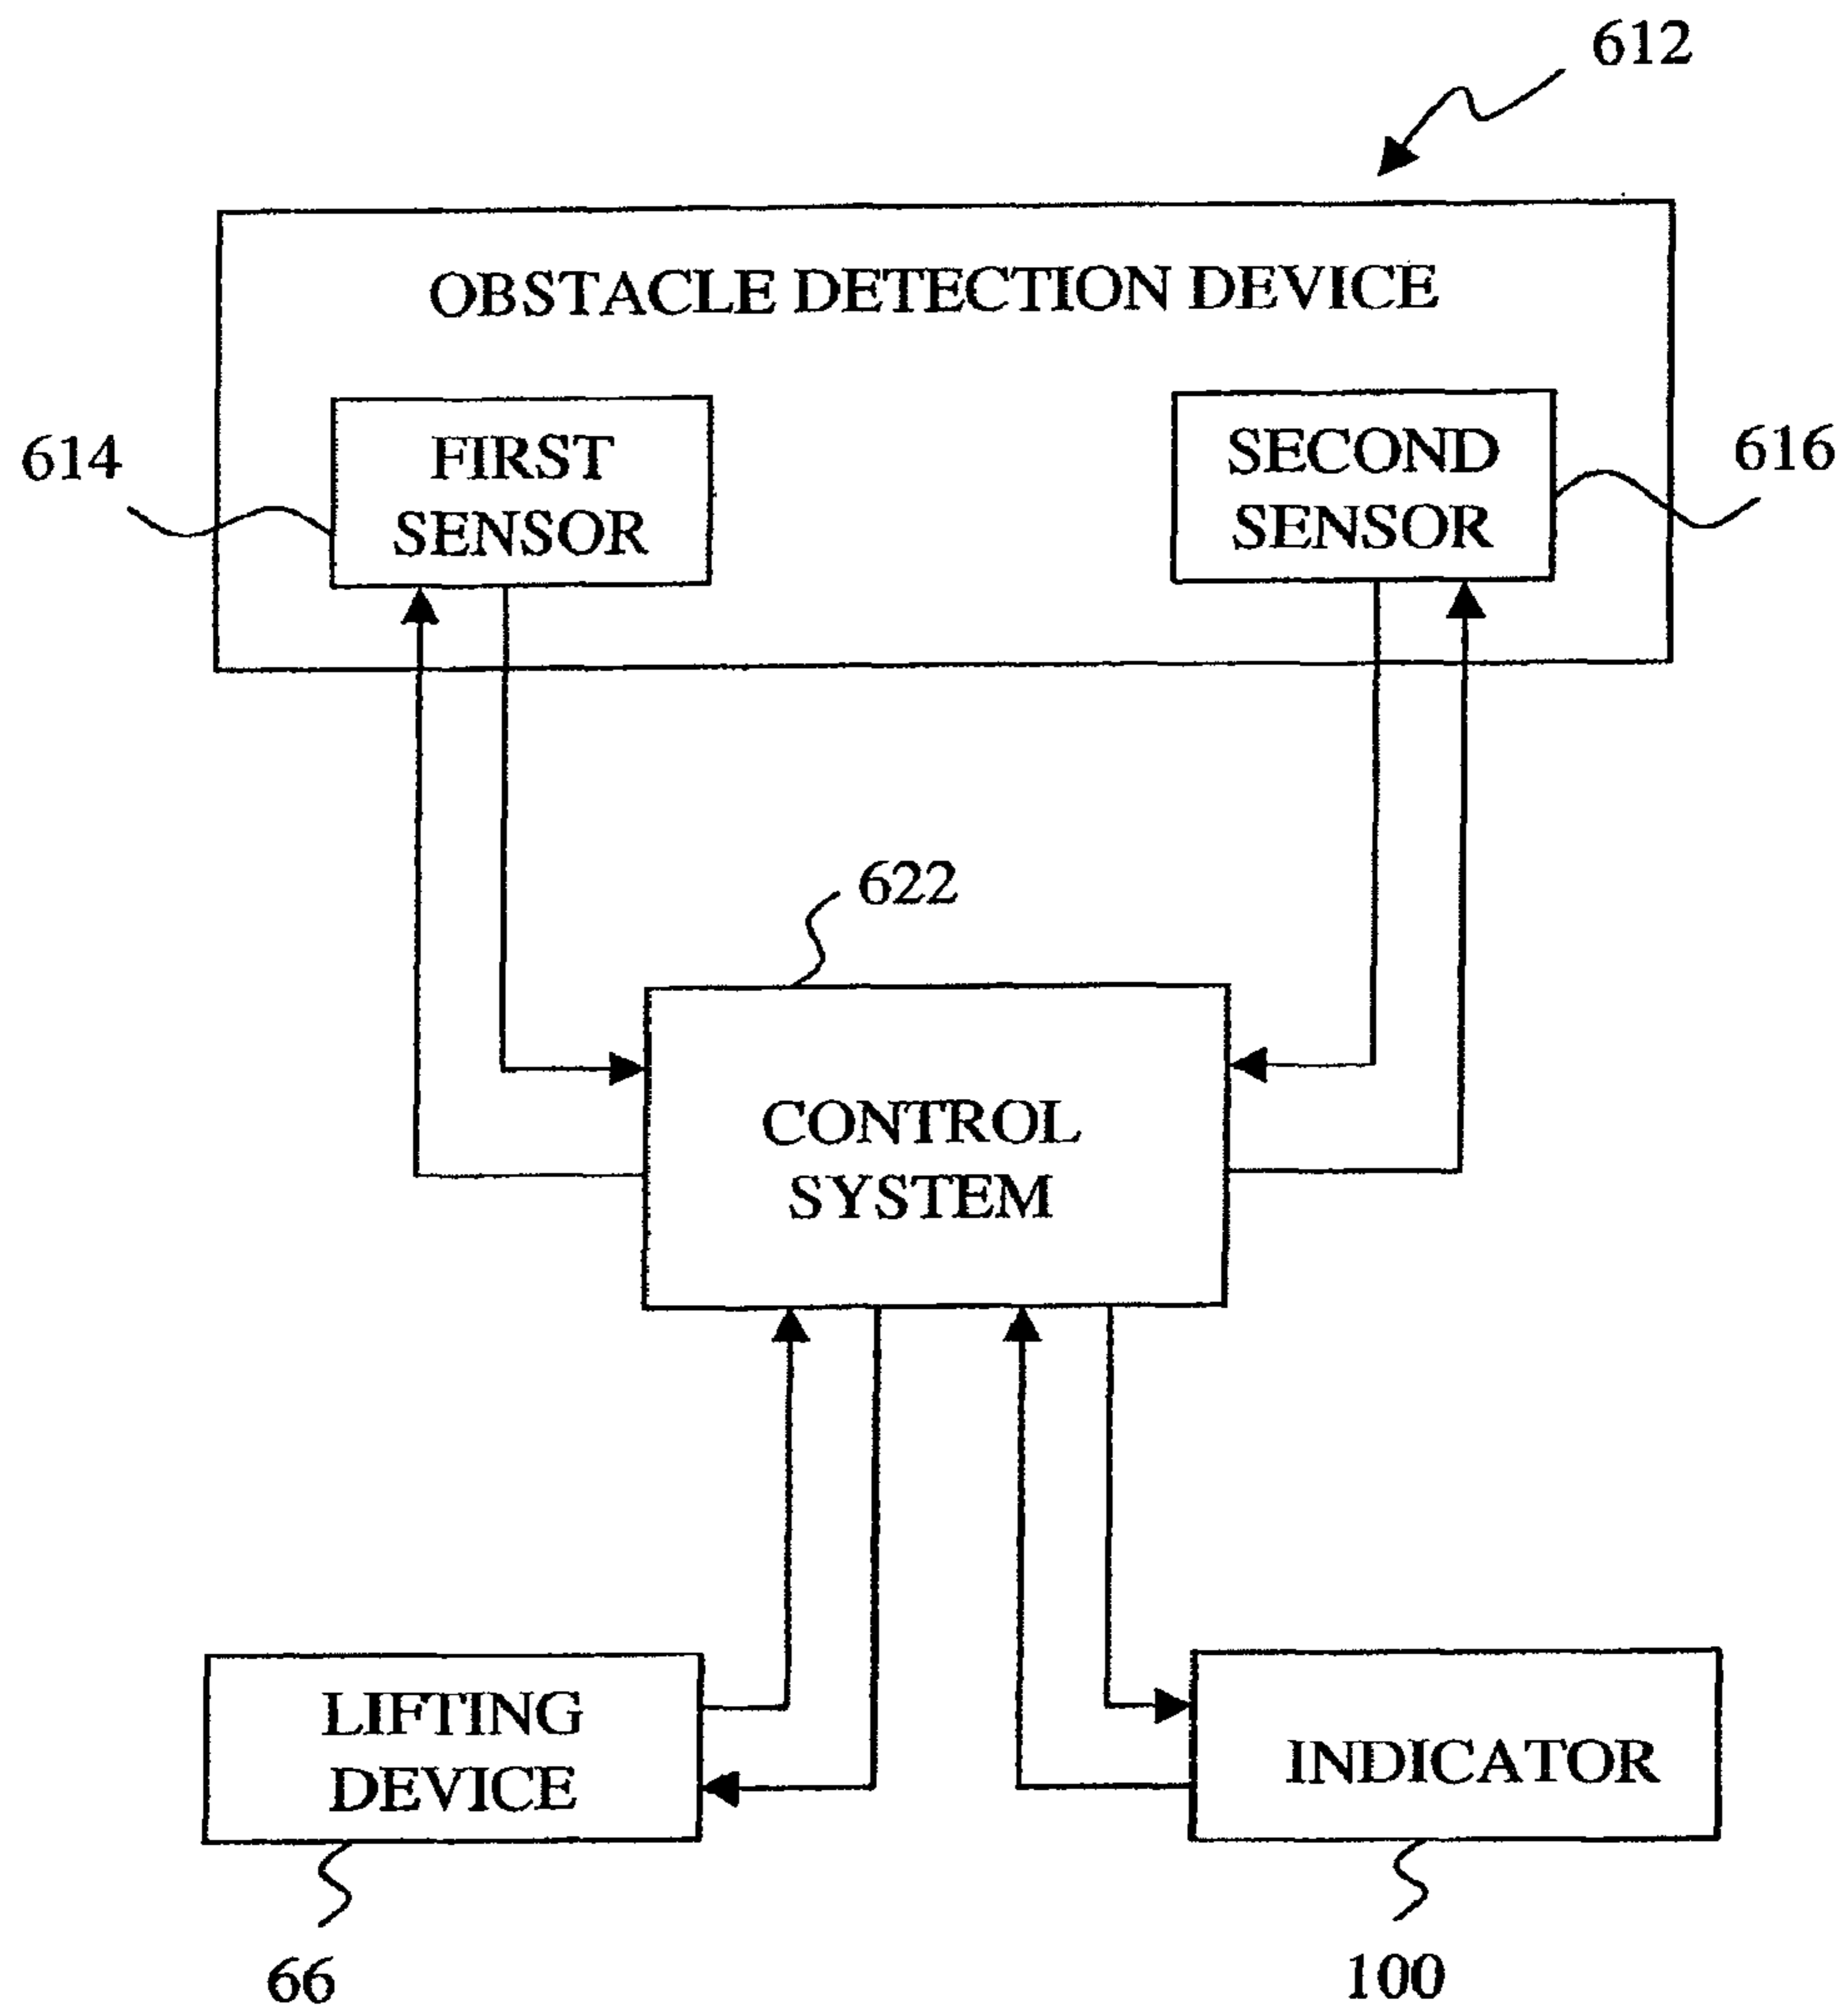 612
OBSTACLE DETECTION DEVICE
614
FIRST
SENSOR
SECOND
SENSOR
616
622
CONTROL
SYSTEM
LIFTING
DEVICE
INDICATOR
66
100